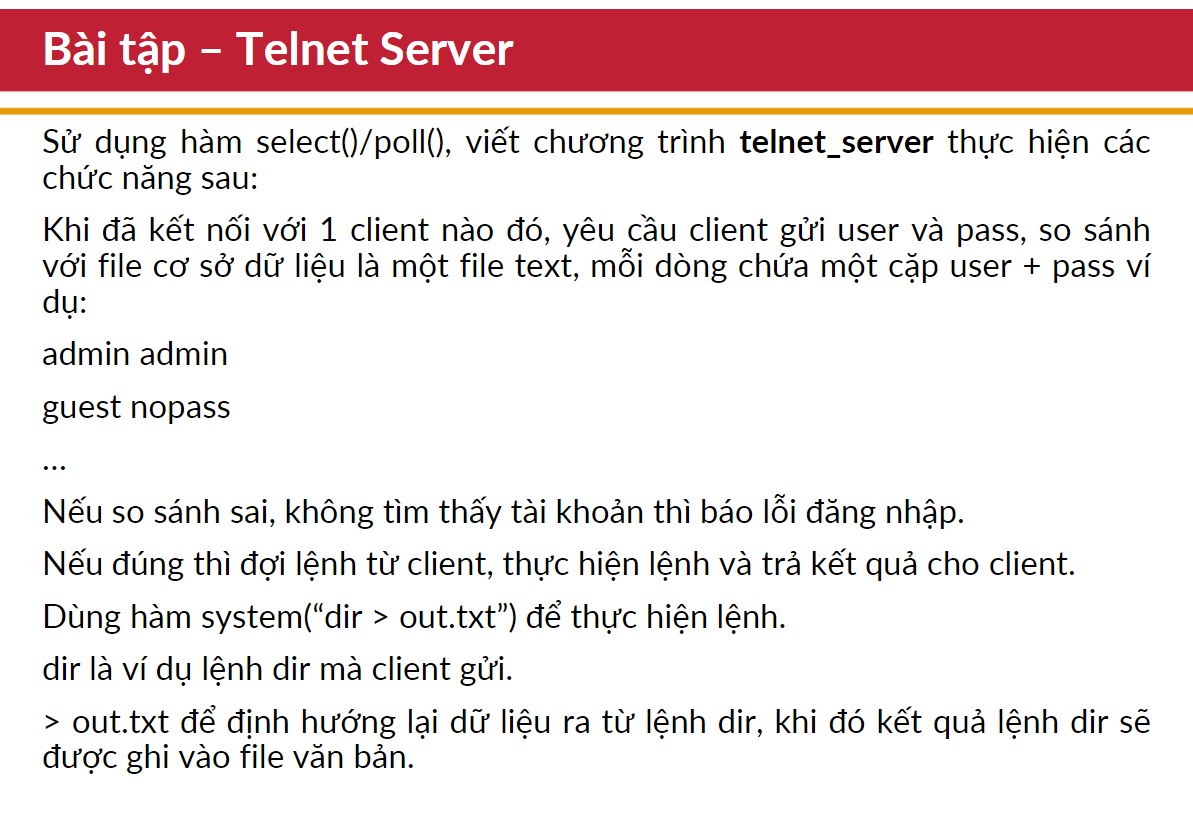 Bài tập – Telnet Server
Sử dụng hàm select()/poll(), viết chương trình telnet_server thực hiện các
chức năng sau:
Khi đã kết nối với 1 client nào đó, yêu cầu client gửi user và pass, so sánh
với file cơ sở dữ liệu là một file text, mỗi dòng chứa một cặp user + pass ví
dụ:
admin admin
guest nopass
…
Nếu so sánh sai, không tìm thấy tài khoản thì báo lỗi đăng nhập.
Nếu đúng thì đợi lệnh từ client, thực hiện lệnh và trả kết quả cho client.
Dùng hàm system(“dir > out.txt”) để thực hiện lệnh.
dir là ví dụ lệnh dir mà client gửi.
> out.txt để định hướng lại dữ liệu ra từ lệnh dir, khi đó kết quả lệnh dir sẽ
được ghi vào file văn bản.